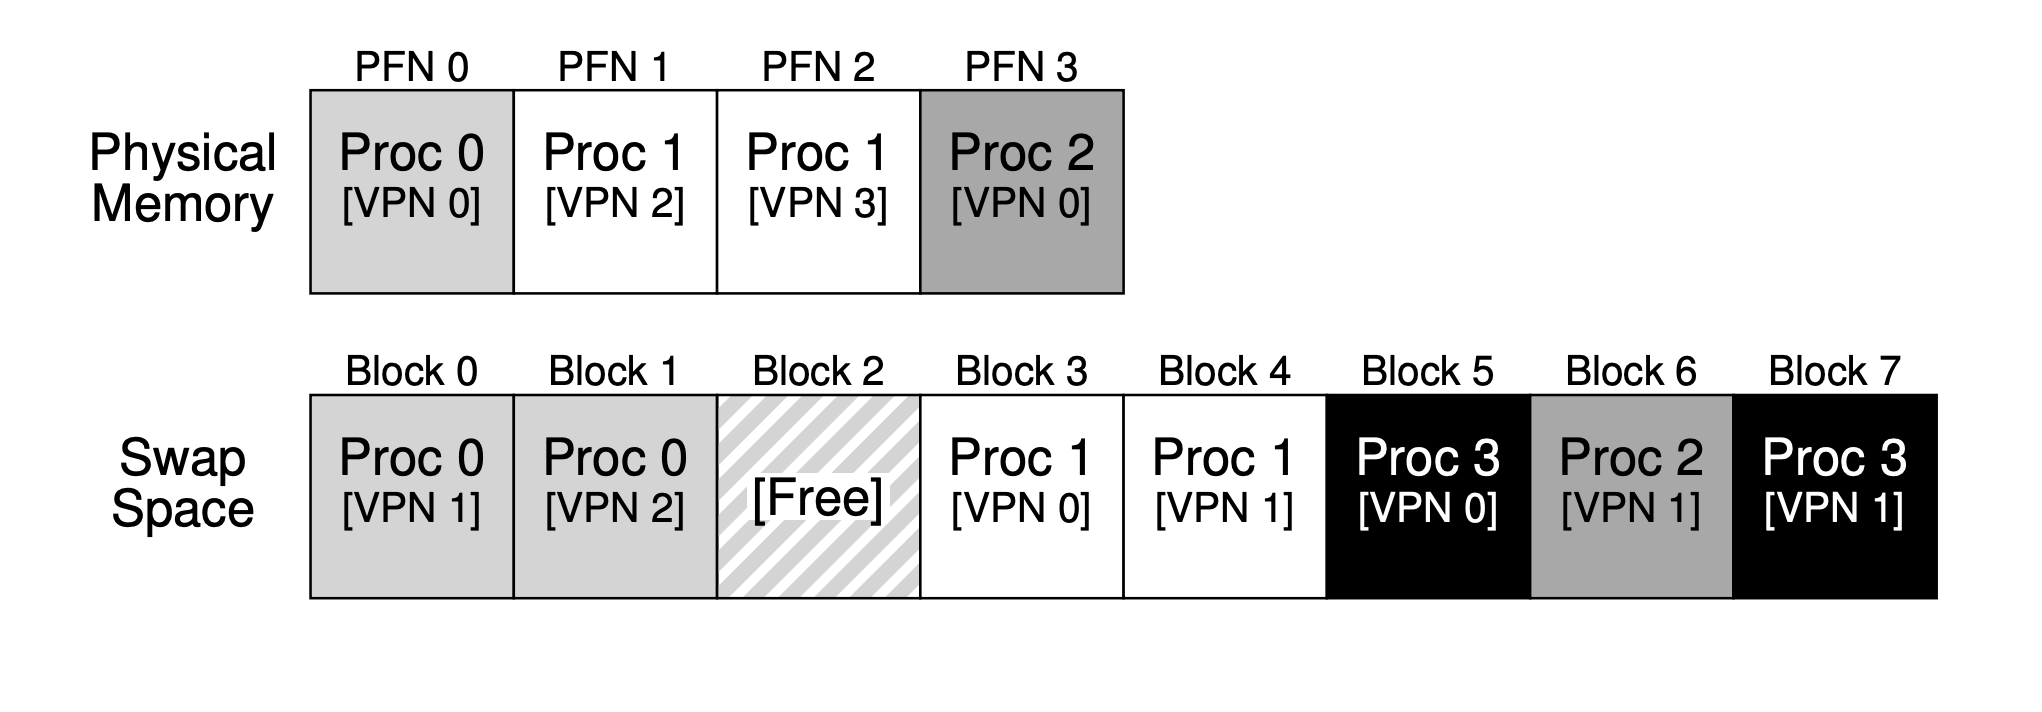 PFN 0 PFN 1 PFN 2 PFN 3
Physical Memory
Proc 0 Proc 1 Proc 1 Proc 2
[VPN 0] [VPN 2] [VPN 3] [VPN 0]
Block 0 Block 1 Block 2 Block 3 Block 4 Block 5 Block 6 Block 7
Swap Space
Proc 0 Proc 0 [Free] Proc 1 Proc 1 Proc 3 Proc 2 Proc 3
[VPN 1] [VPN 2] [VPN 0] [VPN 1] [VPN 0] [VPN 1] [VPN 1]